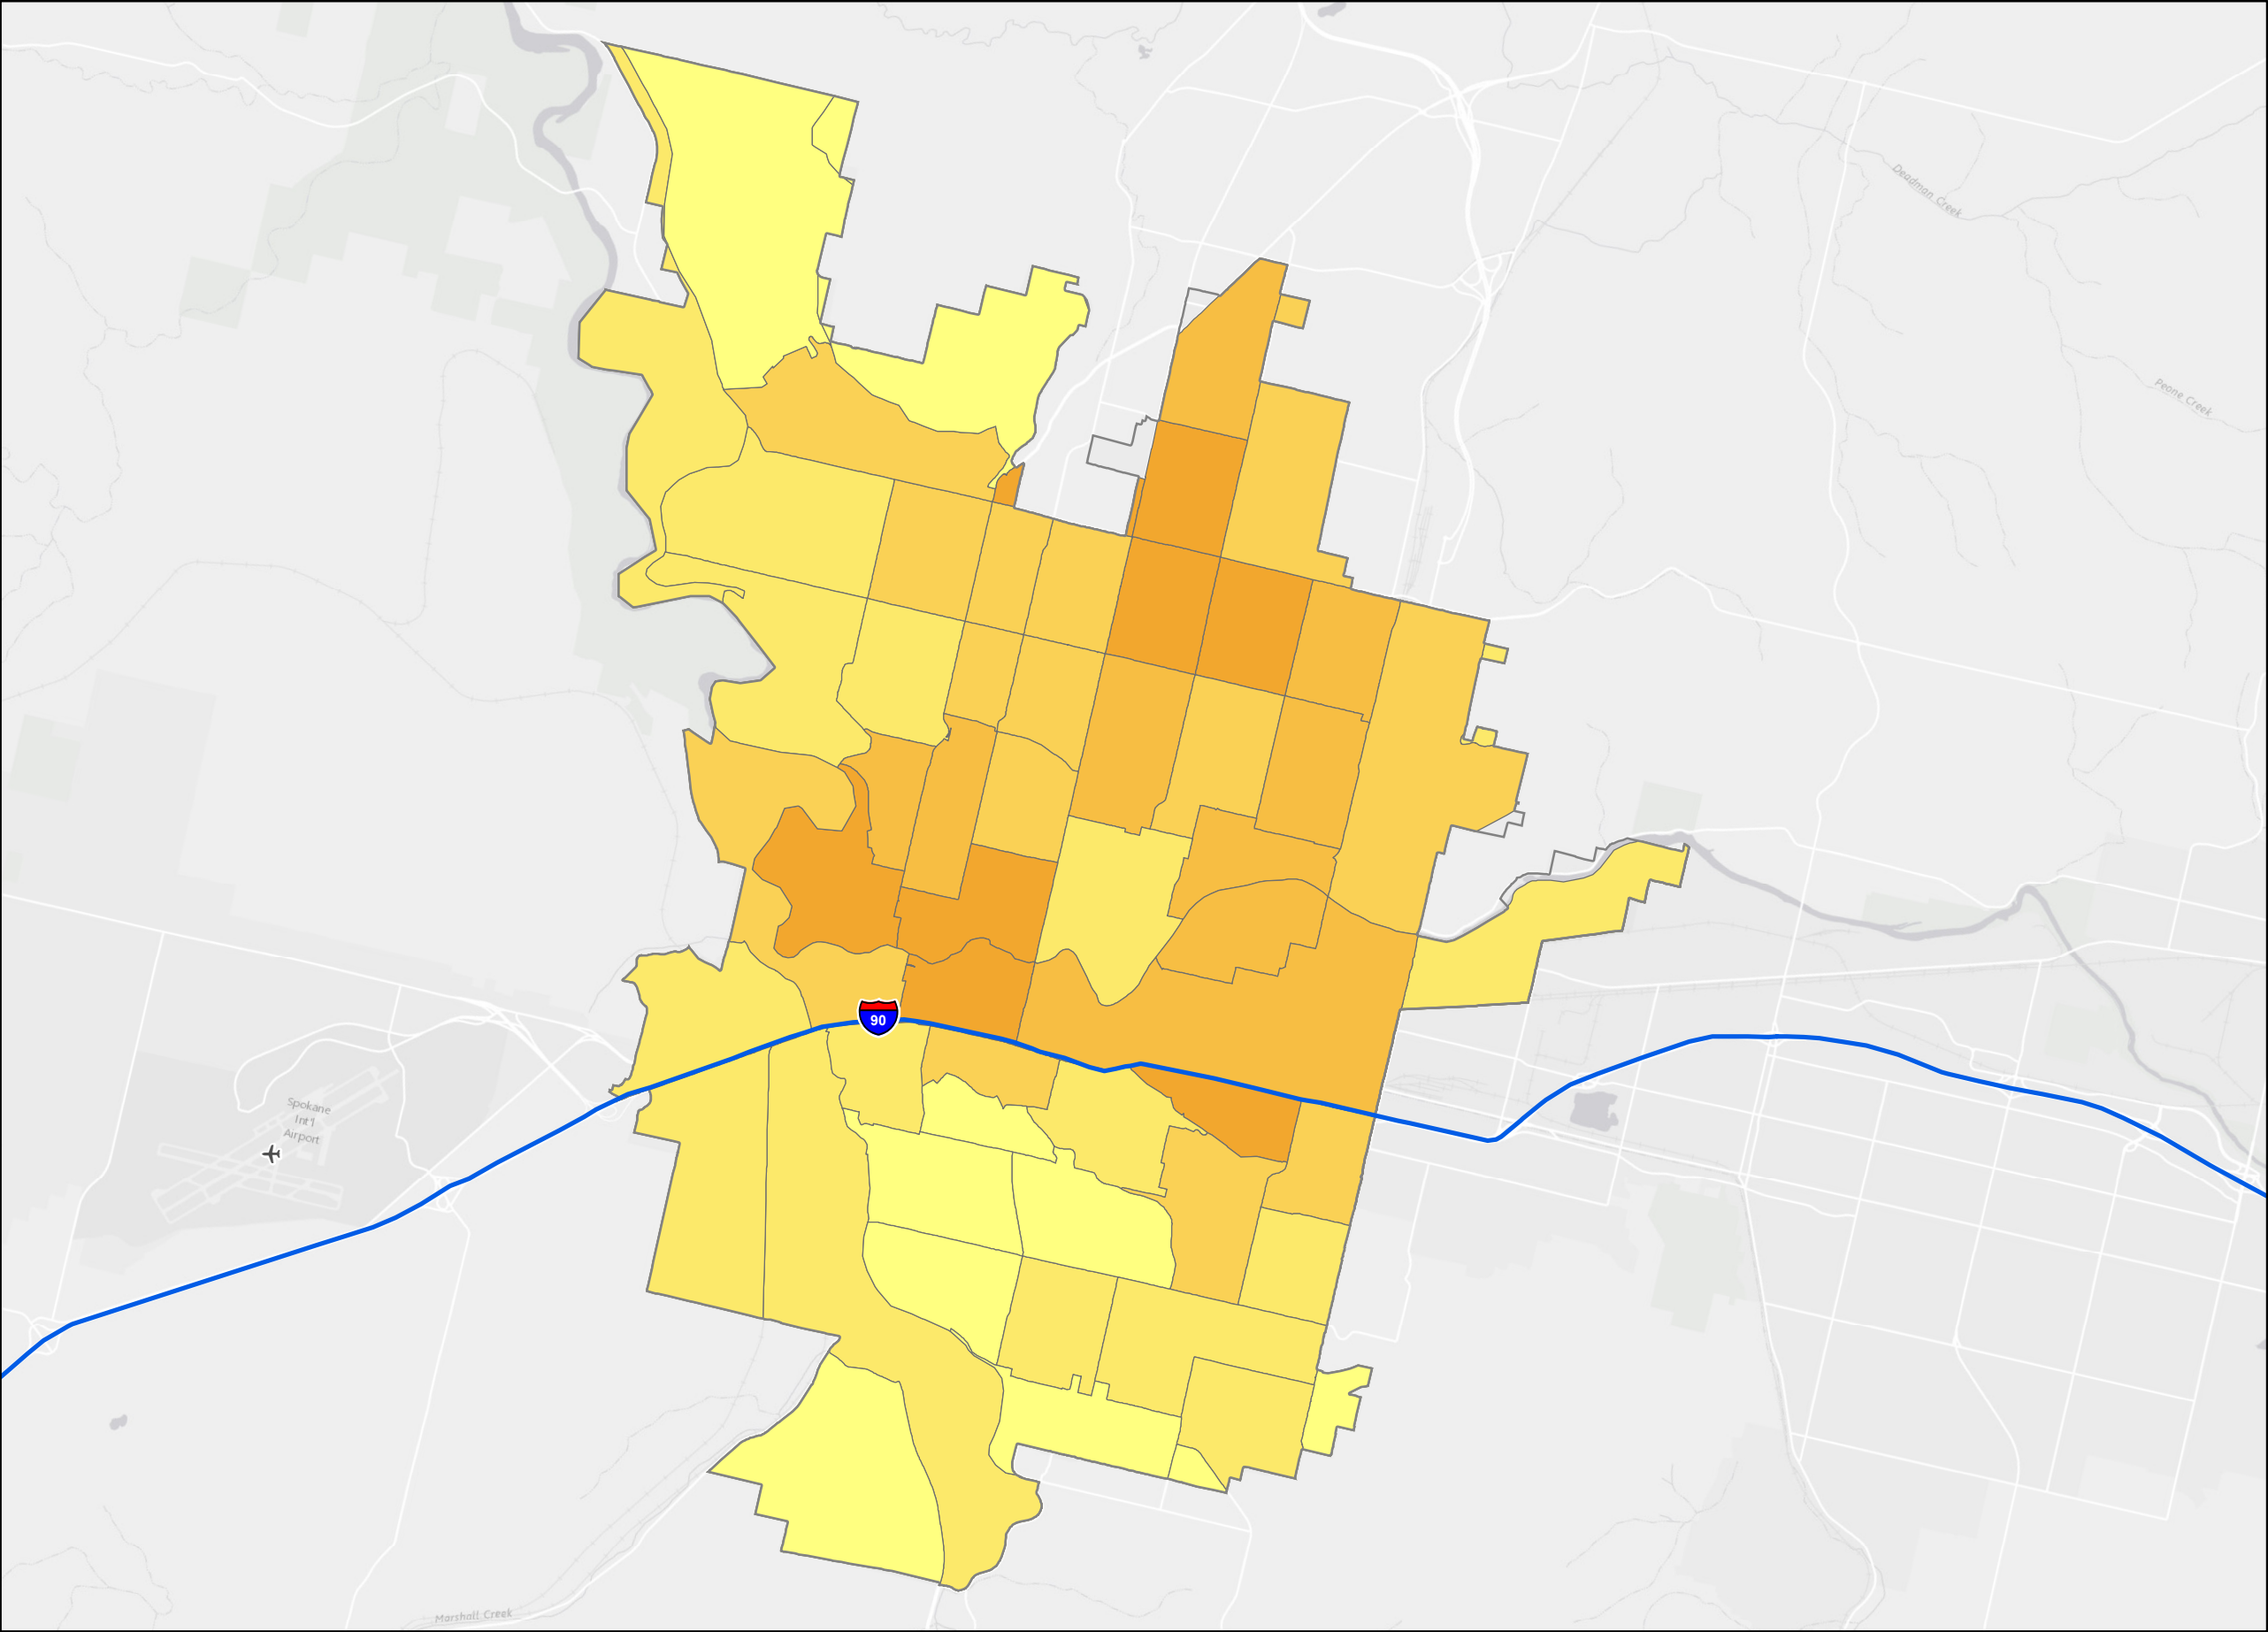 Deadman Creek
Peone Creek
90
Spokane
Int'l
Airport
Marshall Creek